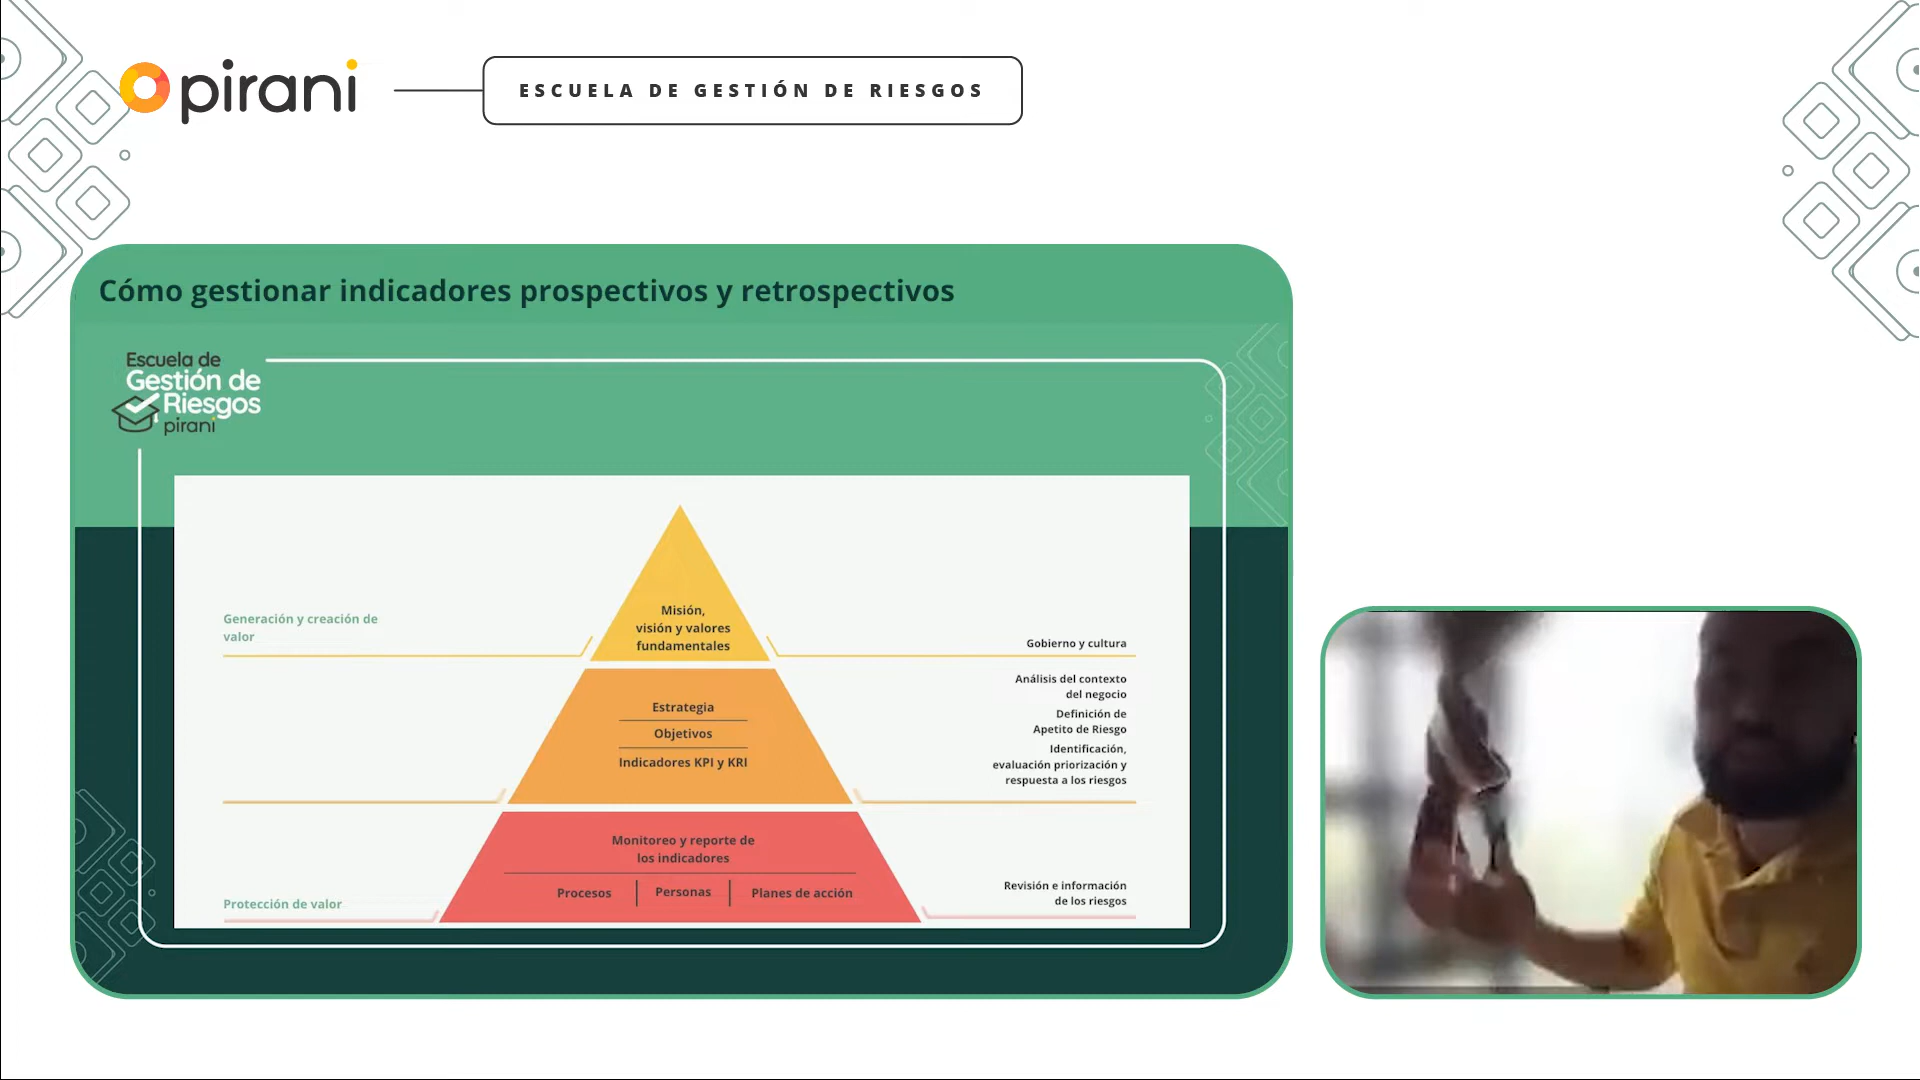 pirani
ESCUELA DE GESTIÓN DE RIESGOS
Cómo gestionar indicadores prospectivos y retrospectivos
Escuela de
Gestión de
Riesgos
pirani
Generación y creación de
valor
Misión,
visión y valores
fundamentales
Gobierno y cultura
Estrategia
Objetivos
Indicadores KPI y KRI
Análisis del contexto
del negocio
Definición de
Apetito de Riesgo
Identificación,
evaluación priorización y
respuesta a los riesgos
Monitoreo y reporte de
los indicadores
Procesos
Personas
Planes de acción
Protección de valor
Revisión e información
de los riesgos